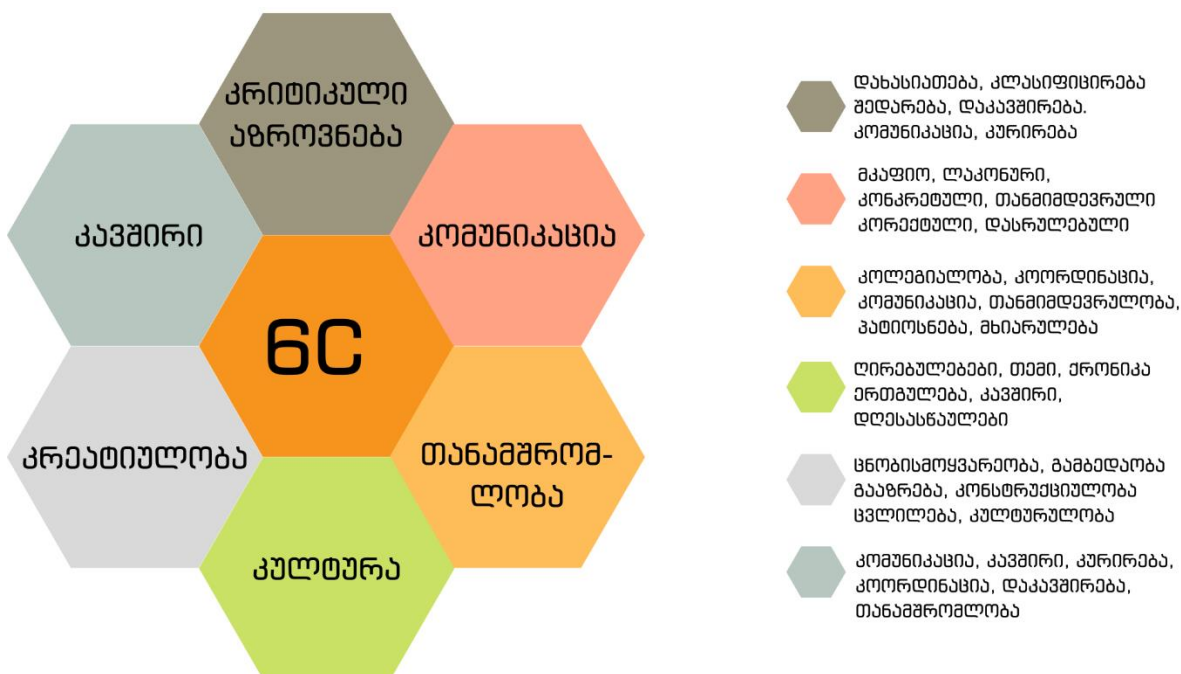 კრიტიკული
აზროვნება
კავშირი
კომუნიკაცია
6C
კრეატიულობა
თანამშრომ-
ლობა
კულტურა
დახასიათება, კლასიფიცირება
შედარება, დაკავშირება.
კომუნიკაცია, კურირება
მკაფიო, ლაკონური,
კონკრეტული, თანმიმდევრული
კორექტული, დასრულებული
კოლეგიალობა, კოორდინაცია,
კომუნიკაცია, თანმიმდევრულობა,
პატიოსნება, მხიარულება
ღირებულებები, თემი, ქრონიკა
ერთგულება, კავშირი,
დღესასწაულები
ცნობისმოყვარეობა, გამბედაობა
გააზრება, კონსტრუქციულობა
ცვლილება, კულტურულობა
კომუნიკაცია, კავშირი, კურირება,
კოორდინაცია, დაკავშირება,
თანამშრომლობა